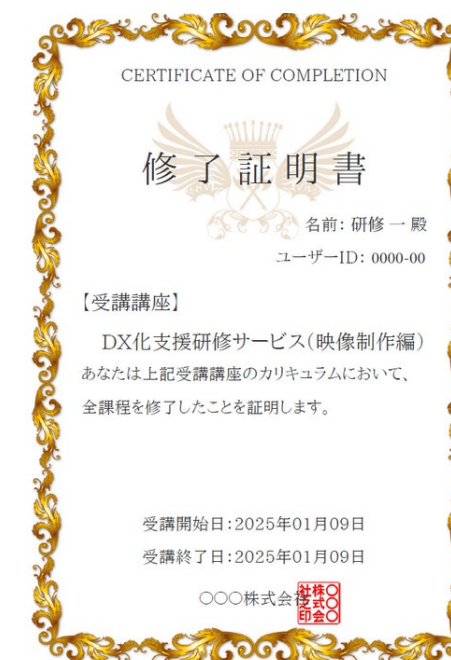 CERTIFICATE OF COMPLETION
修了証明書
名前: 研修 一 殿
ユーザーID: 0000-00
【受講講座】
DX化支援研修サービス(映像制作編)
あなたは上記受講講座のカリキュラムにおいて、
全課程を修了したことを証明します。
受講開始日:2025年01月09日
受講終了日:2025年01月09日
○○○株式会社
株式会社印